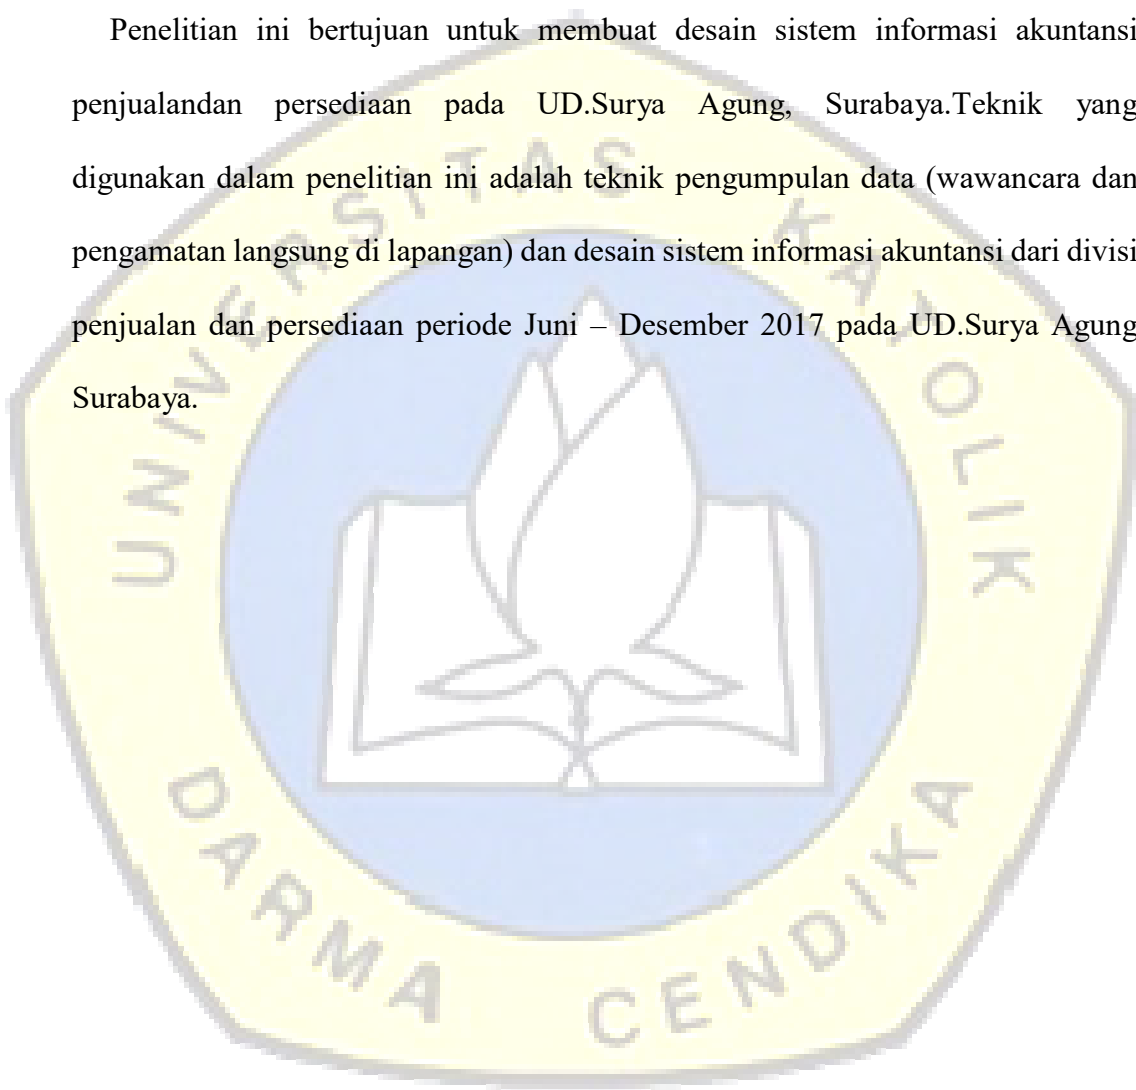 Penelitian ini bertujuan untuk membuat desain sistem informasi akuntansi
penjualandan persediaan pada UD.Surya Agung, Surabaya.Teknik yang
digunakan dalam penelitian ini adalah teknik pengumpulan data (wawancara dan
pengamatan langsung di lapangan) dan desain sistem informasi akuntansi dari divisi
penjualan dan persediaan periode Juni – Desember 2017 pada UD.Surya Agung
Surabaya.
UNIVERSITAS KATOLIK
DARMA CENDIKA